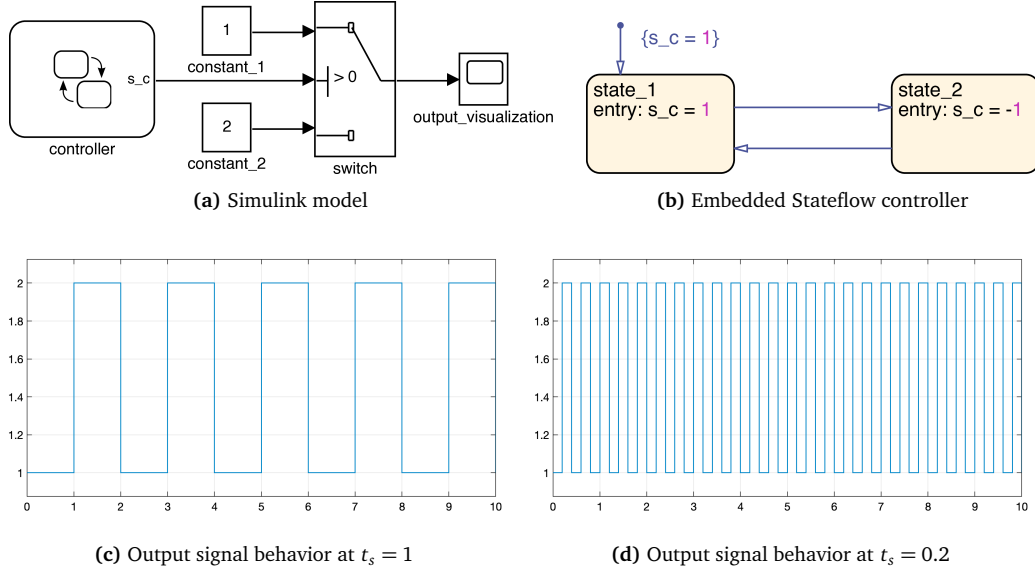 1
constant_1
s_c
> 0
controller
2
constant_2
switch
output_visualization
(a) Simulink model
{s_c = 1}
state_1
entry: s_c = 1
state_2
entry: s_c = -1
(b) Embedded Stateflow controller
2
1.8
1.6
1.4
1.2
1
0 1 2 3 4 5 6 7 8 9 10
(c) Output signal behavior at t_s = 1
2
1.8
1.6
1.4
1.2
1
0 1 2 3 4 5 6 7 8 9 10
(d) Output signal behavior at t_s = 0.2